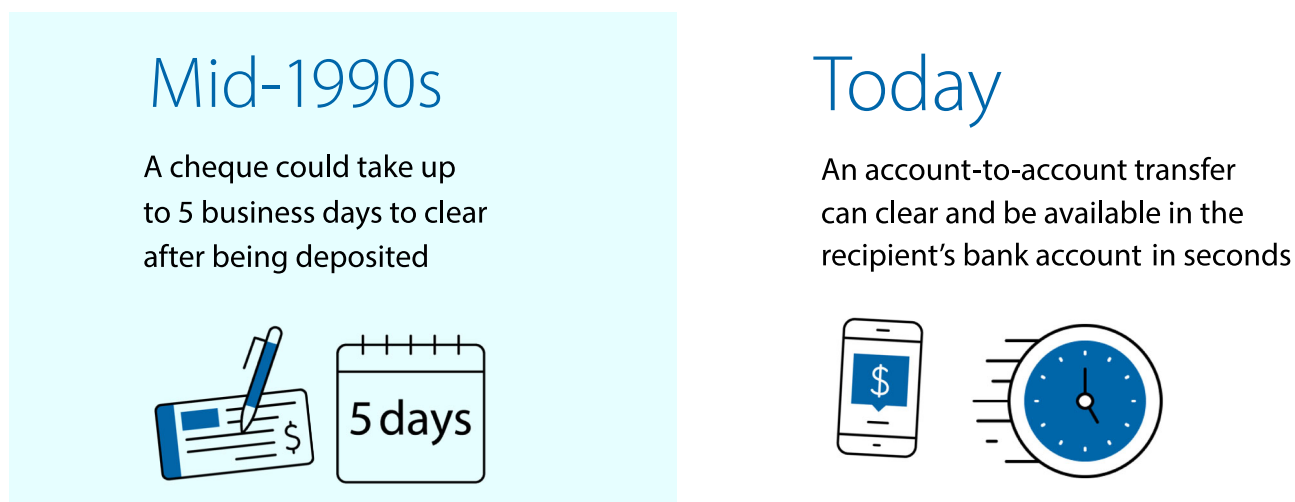 Mid-1990s
A cheque could take up
to 5 business days to clear
after being deposited
$
5 days
Today
An account-to-account transfer
can clear and be available in the
recipient's bank account in seconds
$